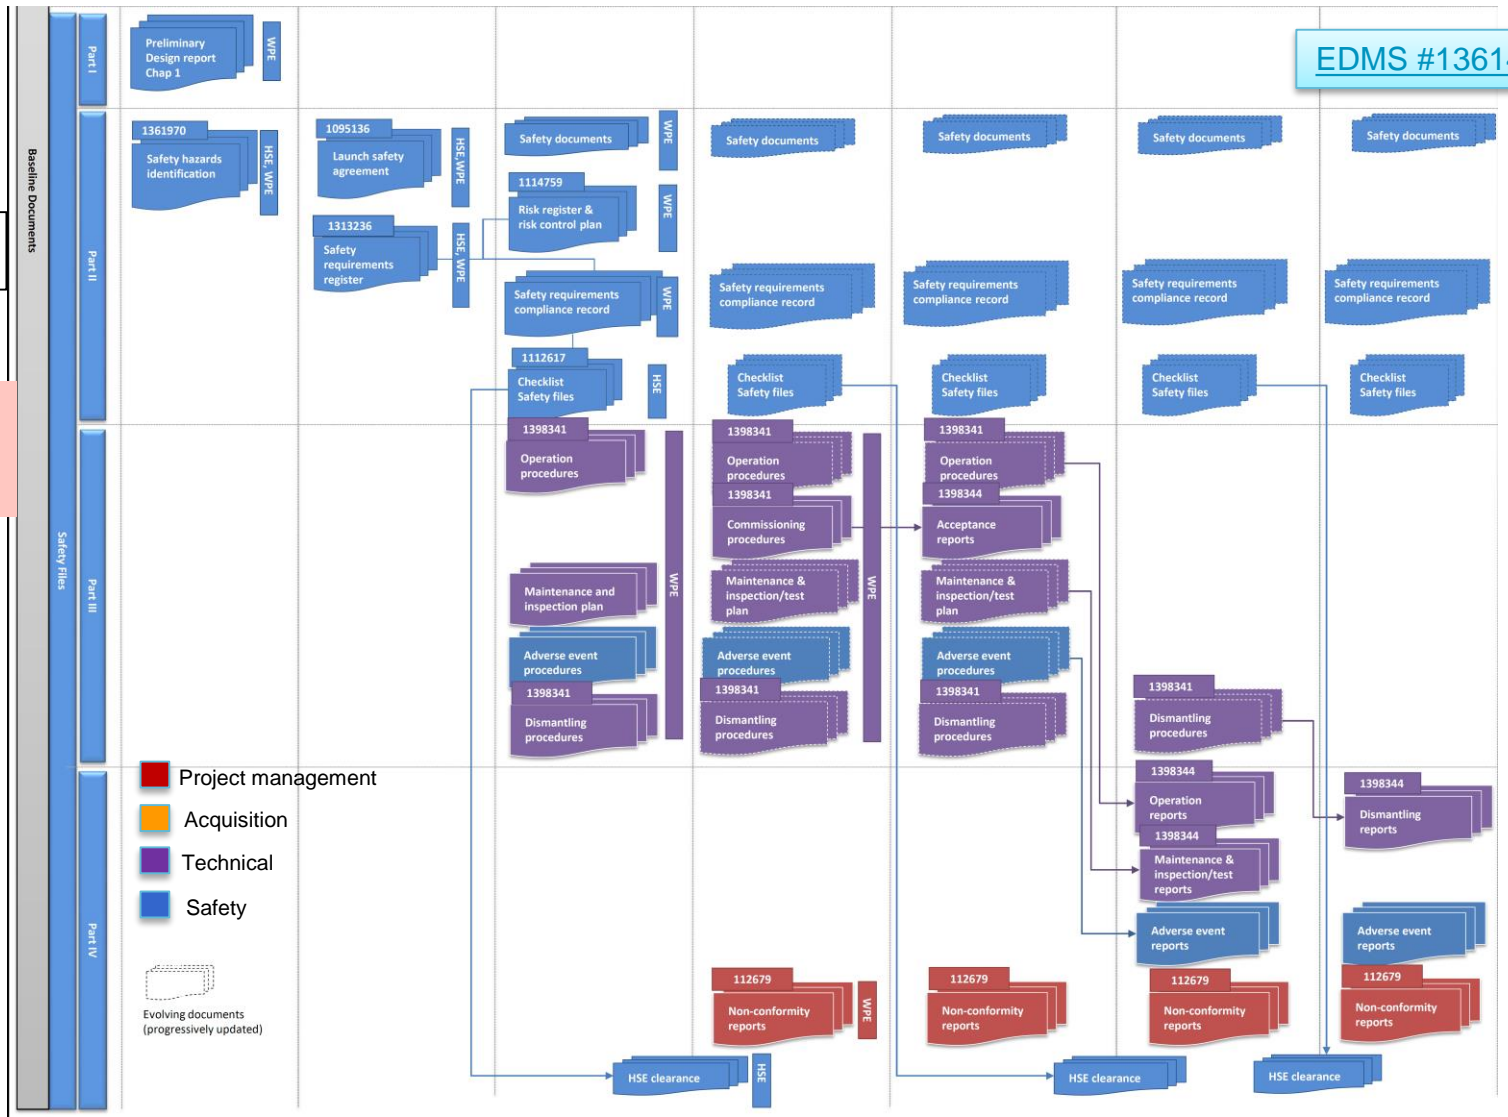 Baseline Documents
Safety Files
Part I
Preliminary
Design report
Chap 1
WPE
EDMS #1361
Part II
1361970
Safety hazards
identification
HSE, WPE
1095136
Launch safety
agreement
HSE,WPE
1313236
Safety
requirements
register
HSE, WPE
Safety documents
WPE
1114759
Risk register &
risk control plan
WPE
Safety requirements
compliance record
WPE
1112617
Checklist
Safety files
HSE
Safety documents
Safety requirements
compliance record
Checklist
Safety files
Safety documents
Safety requirements
compliance record
Checklist
Safety files
Safety documents
Safety requirements
compliance record
Checklist
Safety files
Safety documents
Safety requirements
compliance record
Checklist
Safety files
Part III
1398341
Operation
procedures
Maintenance and
inspection plan
Adverse event
procedures
1398341
Dismantling
procedures
WPE
1398341
Operation
procedures
1398341
Commissioning
procedures
Maintenance &
inspection/test
plan
Adverse event
procedures
1398341
Dismantling
procedures
WPE
1398341
Operation
procedures
1398344
Acceptance
reports
Maintenance &
inspection/test
plan
Adverse event
procedures
1398341
Dismantling
procedures
1398341
Dismantling
procedures
Part IV
Project management
Acquisition
Technical
Safety
Evolving documents
(progressively updated)
112679
Non-conformity
reports
WPE
112679
Non-conformity
reports
1398344
Operation
reports
1398344
Maintenance &
inspection/test
reports
Adverse event
reports
112679
Non-conformity
reports
1398344
Dismantling
reports
Adverse event
reports
112679
Non-conformity
reports
HSE clearance
HSE
HSE clearance
HSE clearance